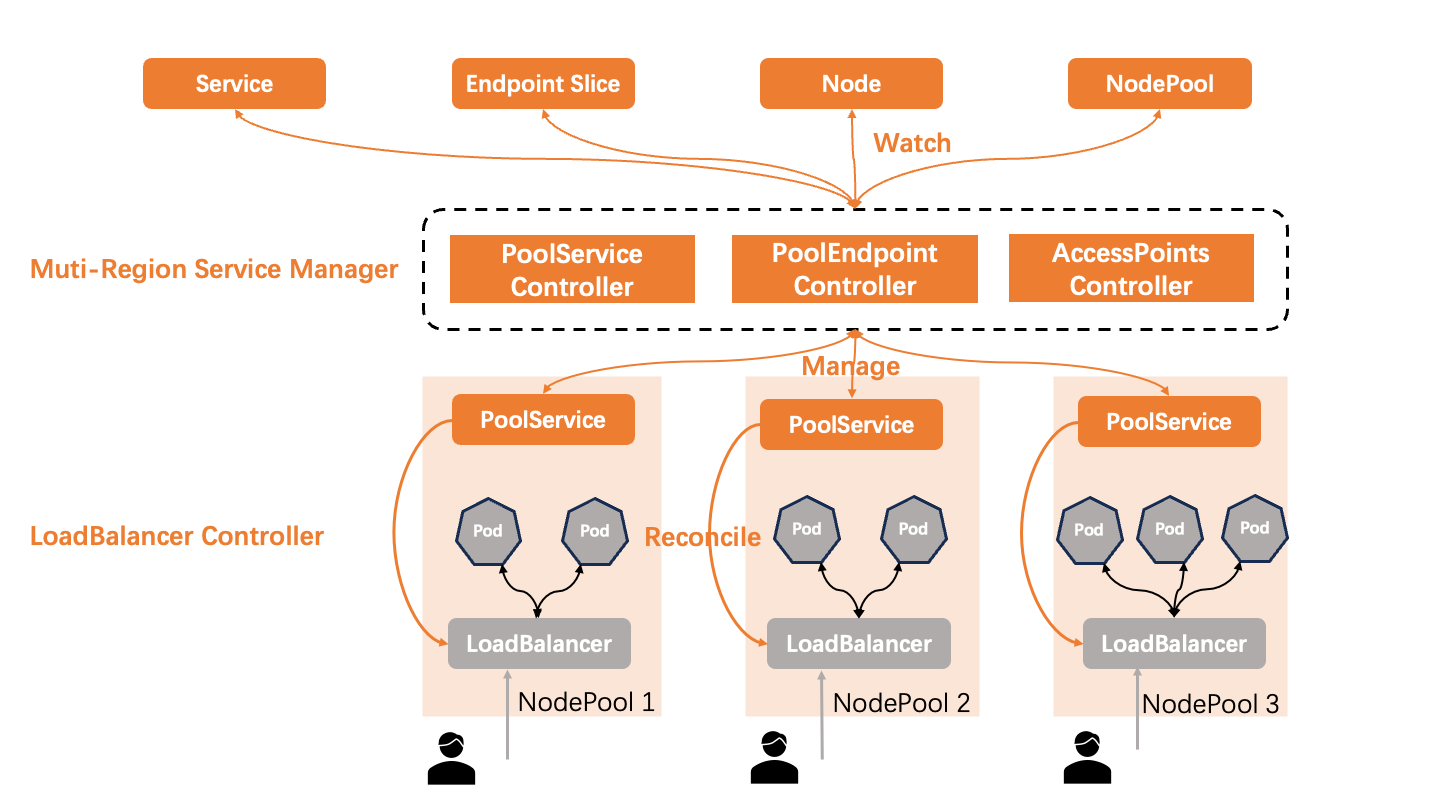 Service
Endpoint Slice
Node
NodePool
Watch
Muti-Region Service Manager
PoolService
Controller
PoolEndpoint
Controller
AccessPoints
Controller
Manage
PoolService
PoolService
PoolService
LoadBalancer Controller
Pod
Pod
Reconcile
Pod
Pod
Pod
Pod
Pod
LoadBalancer
LoadBalancer
LoadBalancer
NodePool 1
NodePool 2
NodePool 3